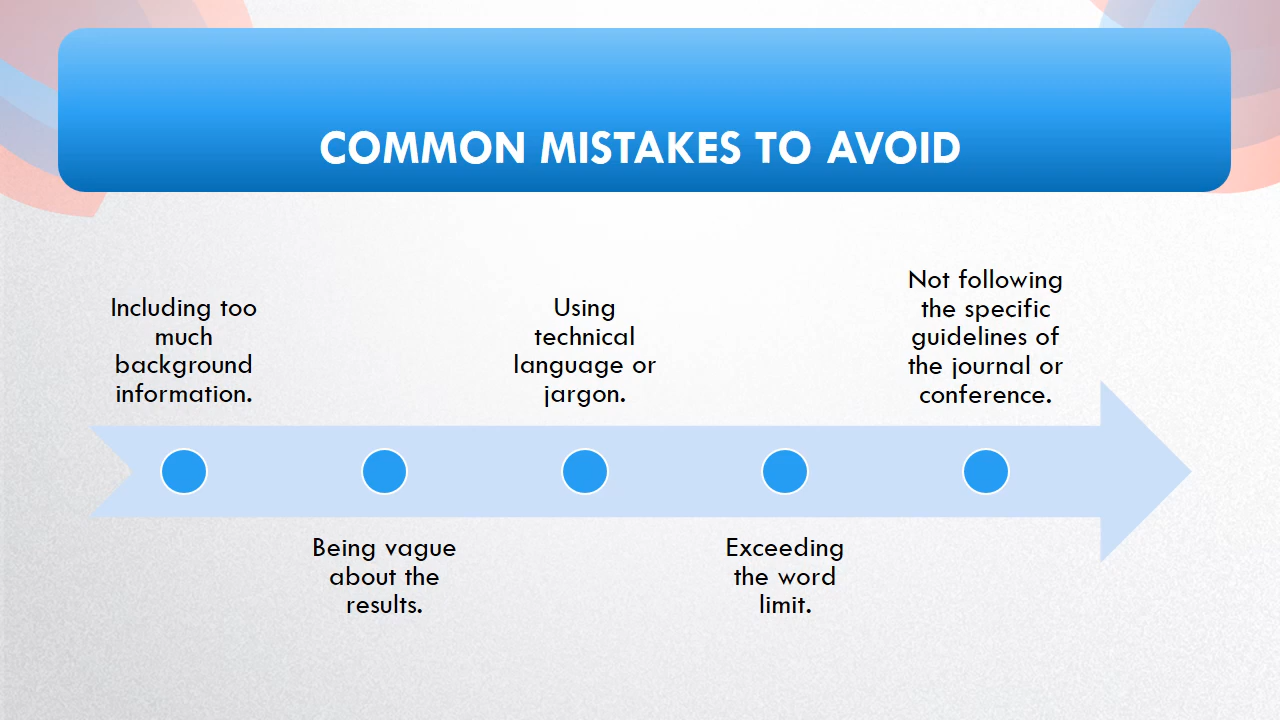 COMMON MISTAKES TO AVOID
Including too
much
background
information.
Being vague
about the
results.
Using
technical
language or
jargon.
Exceeding
the word
limit.
Not following
the specific
guidelines of
the journal or
conference.